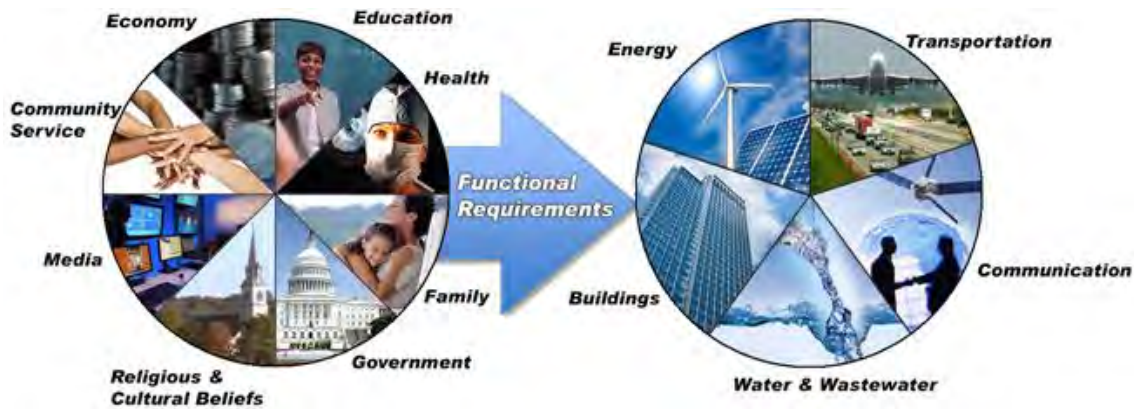 Economy
Education
Health
Community
Service
Media
Family
Government
Religious &
Cultural Beliefs
Functional
Requirements
Energy
Transportation
Buildings
Communication
Water & Wastewater